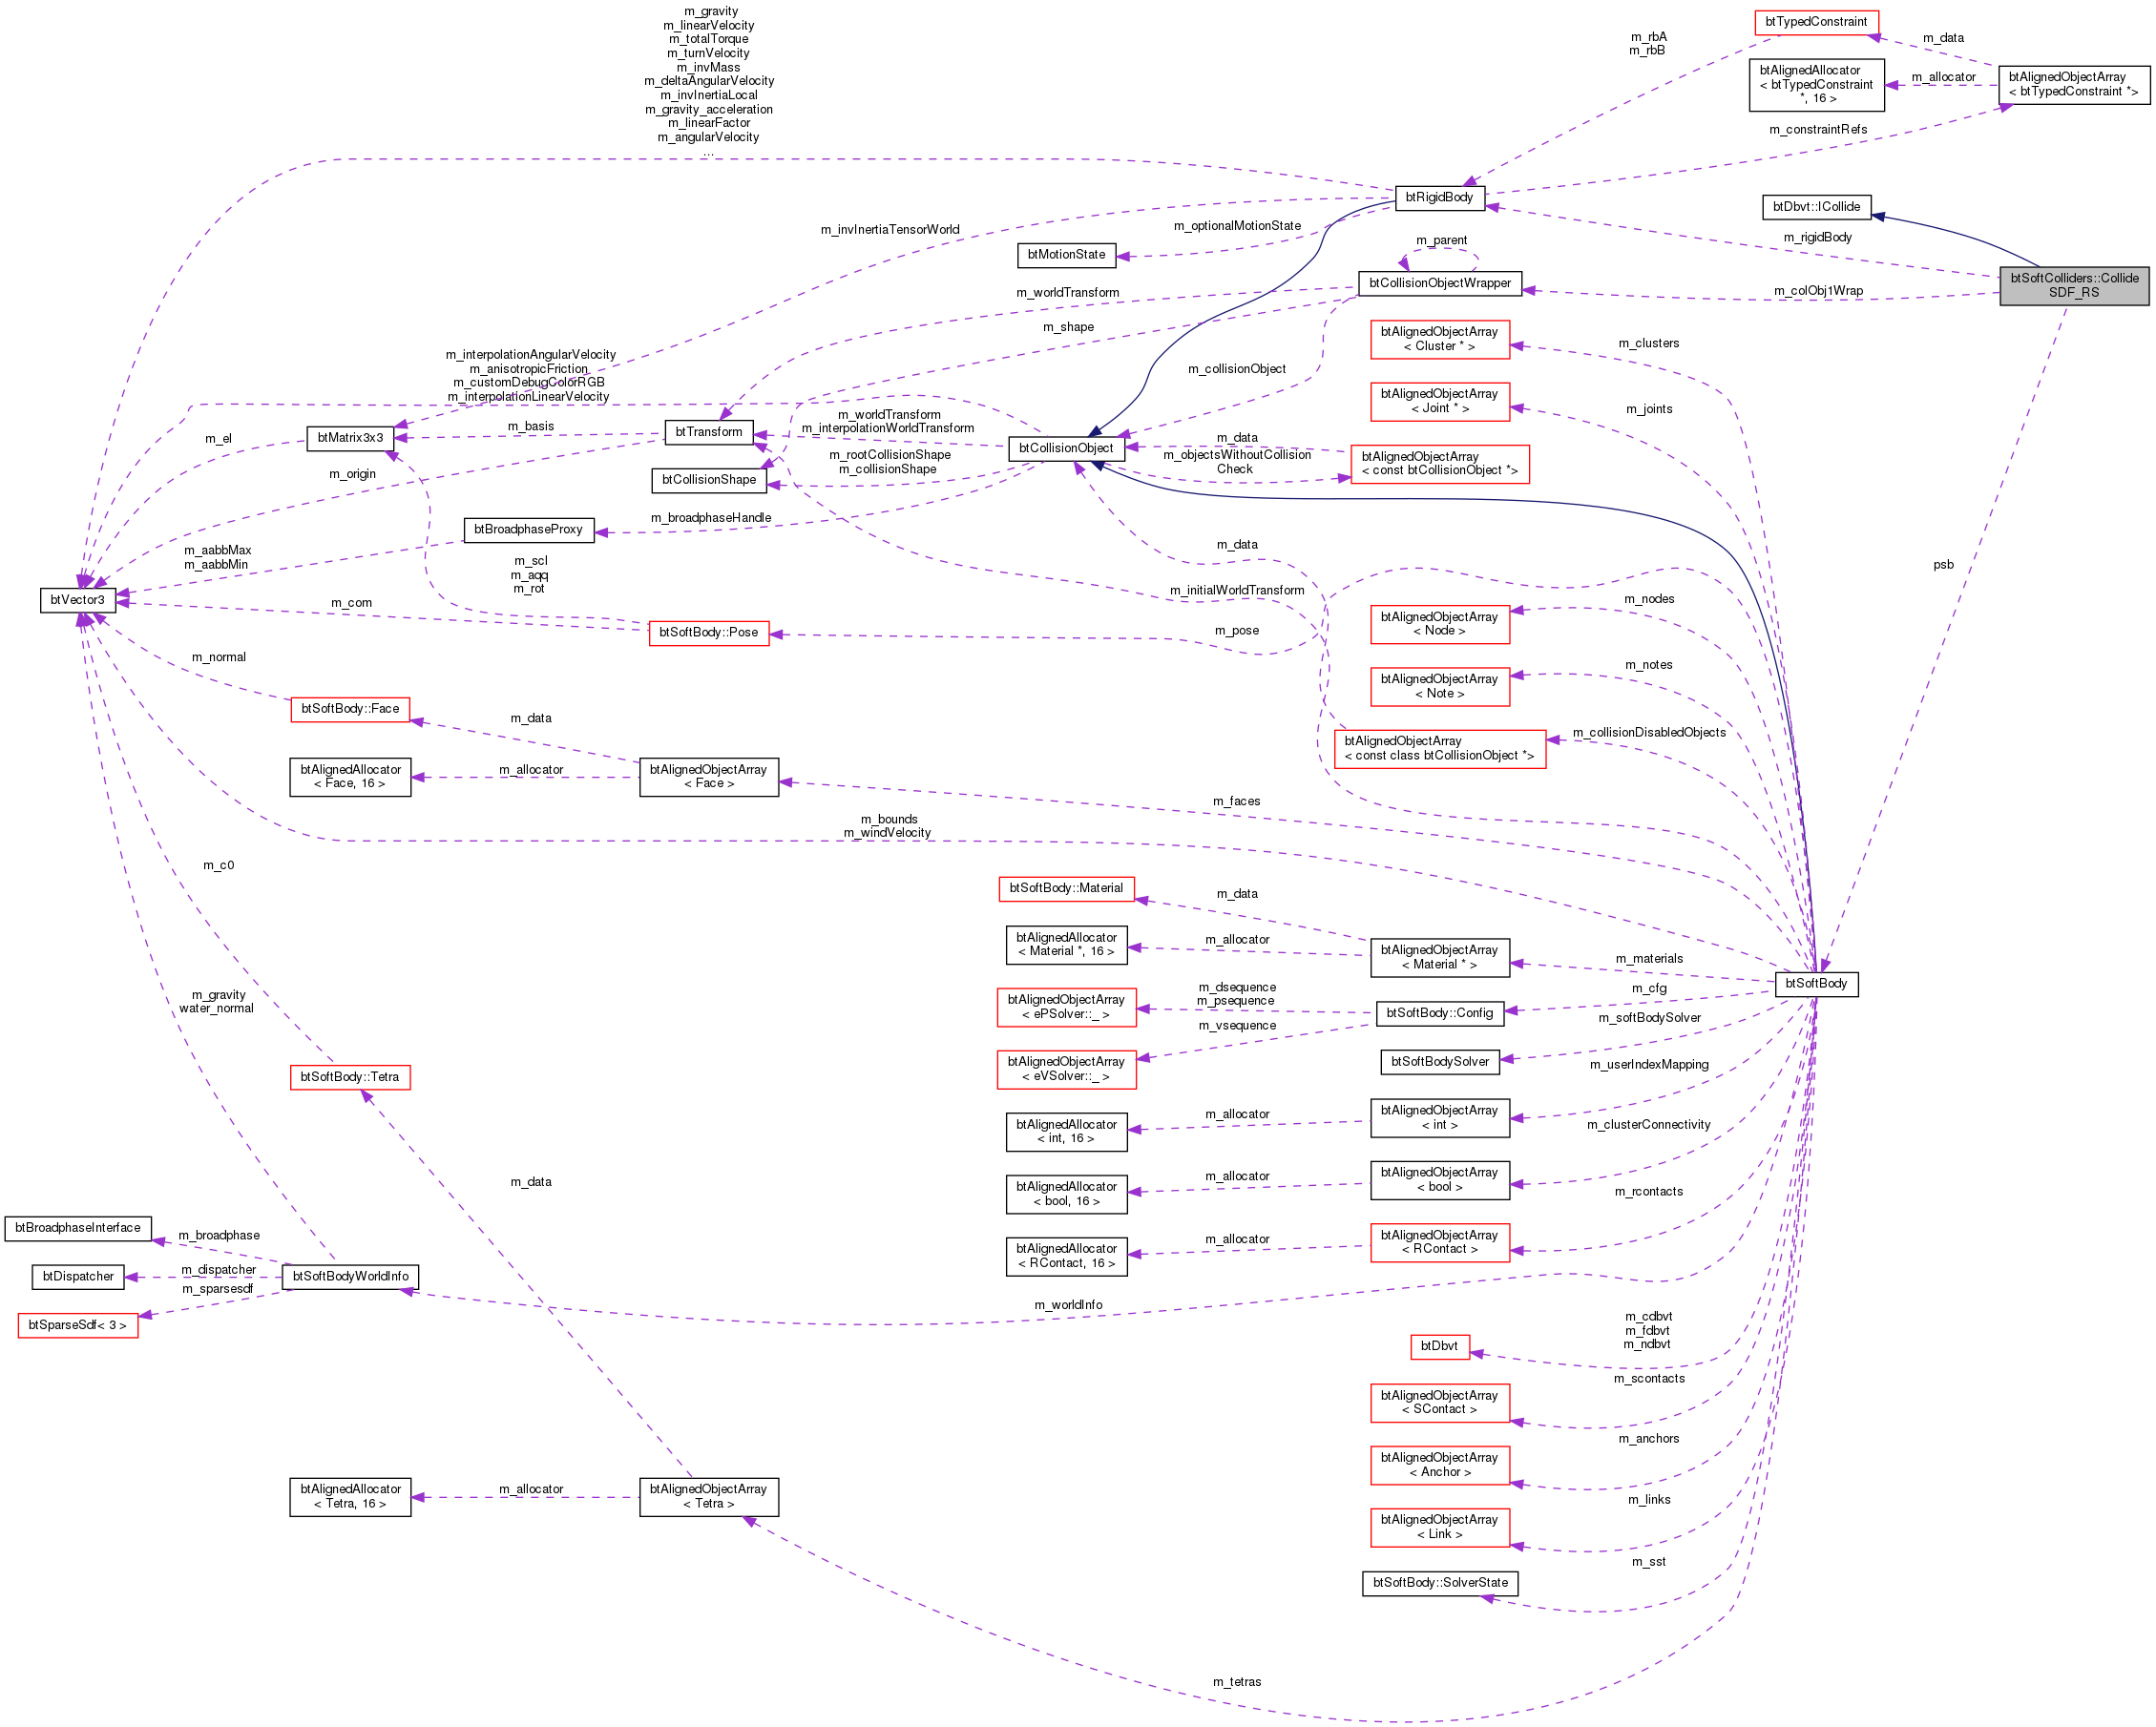 m_gravity
m_linearVelocity
m_totalTorque
m_turnVelocity
m_invMass
m_deltaAngularVelocity
m_invInertiaLocal
m_gravity_acceleration
m_linearFactor
m_angularVelocity
...
btTypedConstraint
m_rbA
m_rbB
m_data
btAlignedAllocator
< btTypedConstraint
*, 16 >
m_allocator
btAlignedObjectArray
< btTypedConstraint *>
m_constraintRefs
btRigidBody
btDbvt::ICollide
m_invInertiaTensorWorld
m_optionalMotionState
m_rigidBody
btMotionState
m_parent
btCollisionObjectWrapper
m_colObj1Wrap
btSoftColliders::Collide
SDF_RS
m_worldTransform
m_shape
m_collisionObject
btAlignedObjectArray
< Cluster * >
m_clusters
m_interpolationAngularVelocity
m_anisotropicFriction
m_customDebugColorRGB
m_interpolationLinearVelocity
btAlignedObjectArray
< Joint * >
m_joints
m_el
btMatrix3x3
m_basis
btTransform
m_worldTransform
m_interpolationWorldTransform
btCollisionObject
m_data
m_objectsWithoutCollision
Check
btAlignedObjectArray
< const btCollisionObject *>
m_origin
btCollisionShape
m_rootCollisionShape
m_collisionShape
btBroadphaseProxy
m_broadphaseHandle
m_aabbMax
m_aabbMin
m_scl
m_aqq
m_rot
m_data
m_initialWorldTransform
psb
btVector3
m_com
btSoftBody::Pose
m_pose
btAlignedObjectArray
< Node >
m_nodes
m_normal
btAlignedObjectArray
< Note >
m_notes
btSoftBody::Face
m_data
btAlignedObjectArray
< const class btCollisionObject *>
m_collisionDisabledObjects
btAlignedAllocator
< Face, 16 >
m_allocator
btAlignedObjectArray
< Face >
m_faces
m_bounds
m_windVelocity
m_c0
btSoftBody::Material
m_data
btAlignedAllocator
< Material *, 16 >
m_allocator
btAlignedObjectArray
< Material * >
m_materials
btSoftBody
m_gravity
water_normal
btAlignedObjectArray
< ePSolver::_ >
m_dsequence
m_psequence
btSoftBody::Config
m_cfg
btAlignedObjectArray
< eVSolver::_ >
m_vsequence
m_softBodySolver
btSoftBodySolver
btSoftBody::Tetra
m_userIndexMapping
btAlignedAllocator
< int, 16 >
m_allocator
btAlignedObjectArray
< int >
m_clusterConnectivity
m_data
btAlignedAllocator
< bool, 16 >
m_allocator
btAlignedObjectArray
< bool >
m_rcontacts
btAlignedAllocator
< RContact, 16 >
m_allocator
btAlignedObjectArray
< RContact >
btBroadphaseInterface
m_broadphase
btDispatcher
m_dispatcher
btSoftBodyWorldInfo
m_sparsesdf
btSparseSdf< 3 >
m_worldInfo
btDbvt
m_cdbvt
m_fdbvt
m_ndbvt
btAlignedObjectArray
< SContact >
m_scontacts
btAlignedObjectArray
< Anchor >
m_anchors
btAlignedAllocator
< Tetra, 16 >
m_allocator
btAlignedObjectArray
< Tetra >
btAlignedObjectArray
< Link >
m_links
btSoftBody::SolverState
m_sst
m_tetras